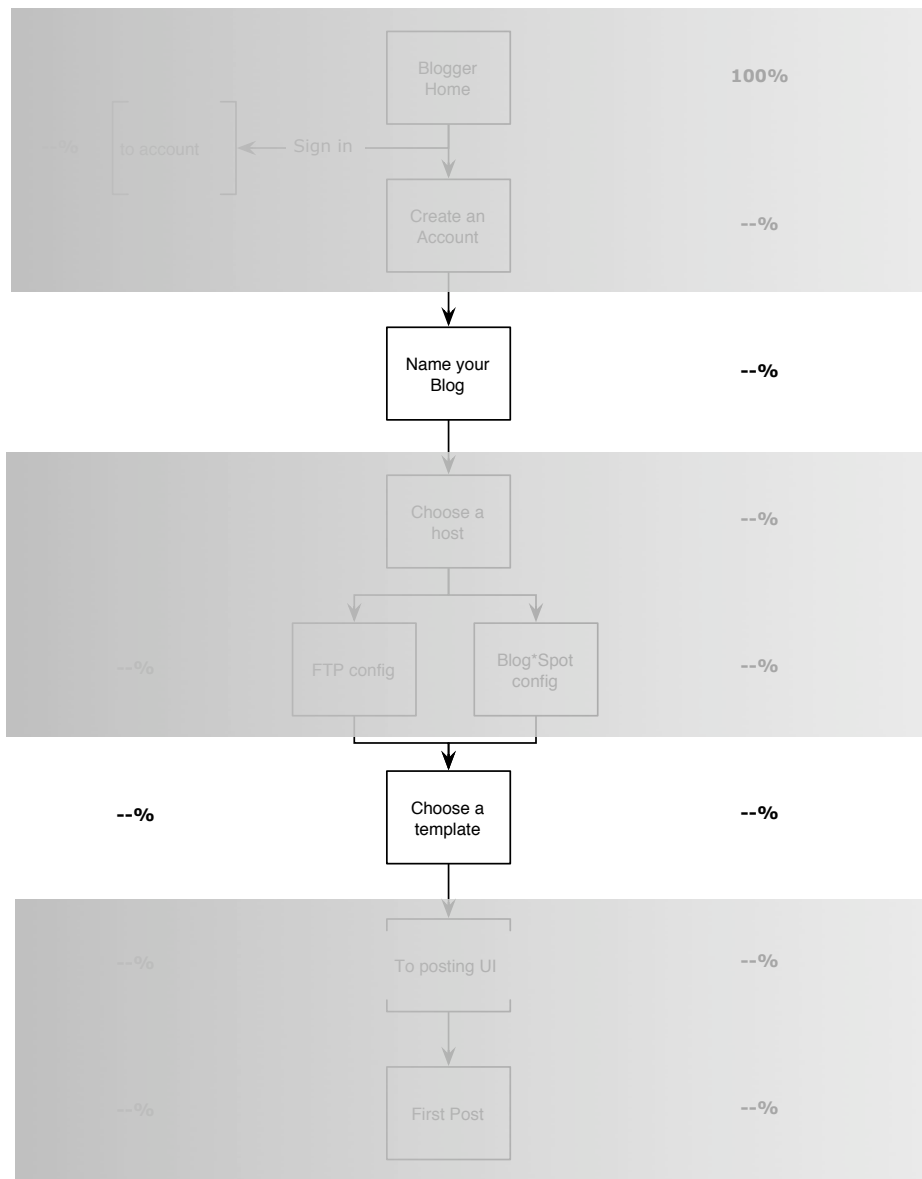 Blogger
Home
100%
--%
to account
Sign in
Create an
Account
--%
Name your
Blog
--%
Choose a
host
--%
--%
FTP config
Blog*Spot
config
--%
--%
Choose a
template
--%
--%
To posting UI
--%
--%
First Post
--%